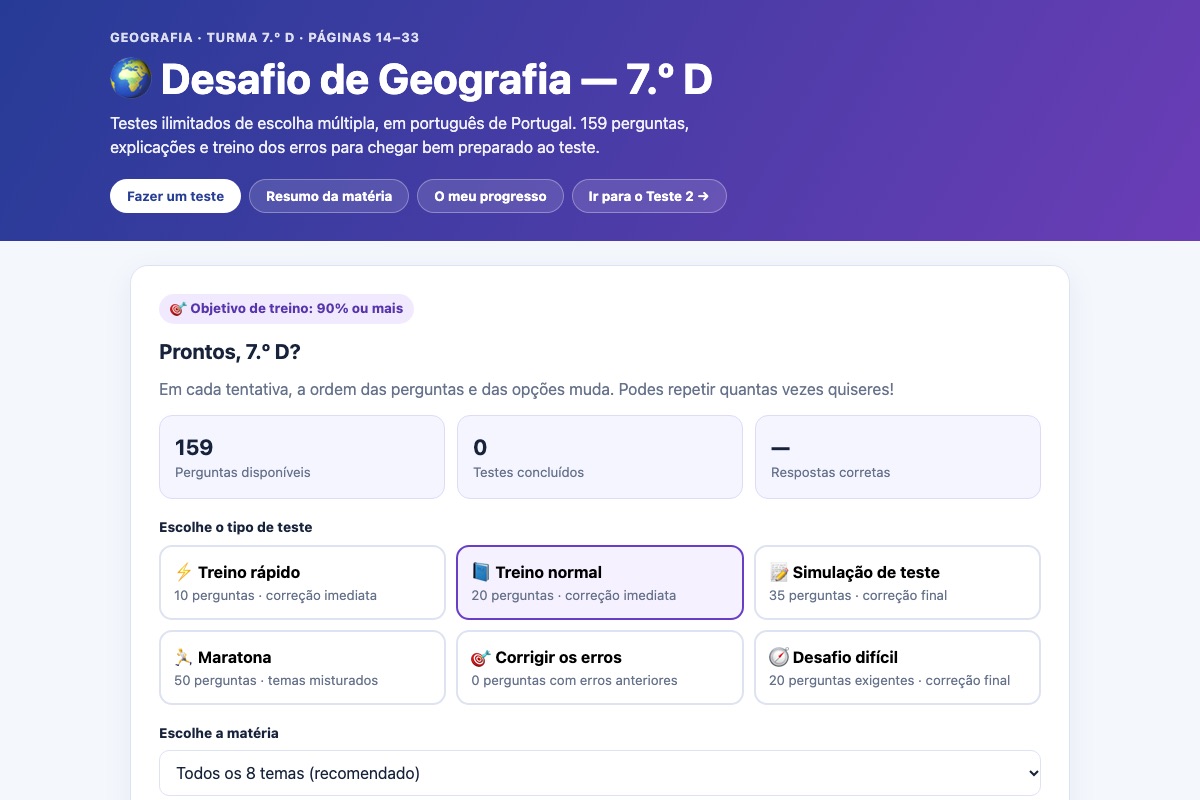 GEOGRAFIA · TURMA 7.º D · PÁGINAS 14–33
🌍 Desafio de Geografia — 7.º D
Testes ilimitados de escolha múltipla, em português de Portugal. 159 perguntas,
explicações e treino dos erros para chegar bem preparado ao teste.
Fazer um teste
Resumo da matéria
O meu progresso
Ir para o Teste 2 →
🎯 Objetivo de treino: 90% ou mais
Prontos, 7.º D?
Em cada tentativa, a ordem das perguntas e das opções muda. Podes repetir quantas vezes quiseres!
159
Perguntas disponíveis
0
Testes concluídos
—
Respostas corretas
Escolhe o tipo de teste
⚡ Treino rápido
10 perguntas · correção imediata
📘 Treino normal
20 perguntas · correção imediata
📝 Simulação de teste
35 perguntas · correção final
🏃 Maratona
50 perguntas · temas misturados
🎯 Corrigir os erros
0 perguntas com erros anteriores
🧭 Desafio difícil
20 perguntas exigentes · correção final
Escolhe a matéria
Todos os 8 temas (recomendado)